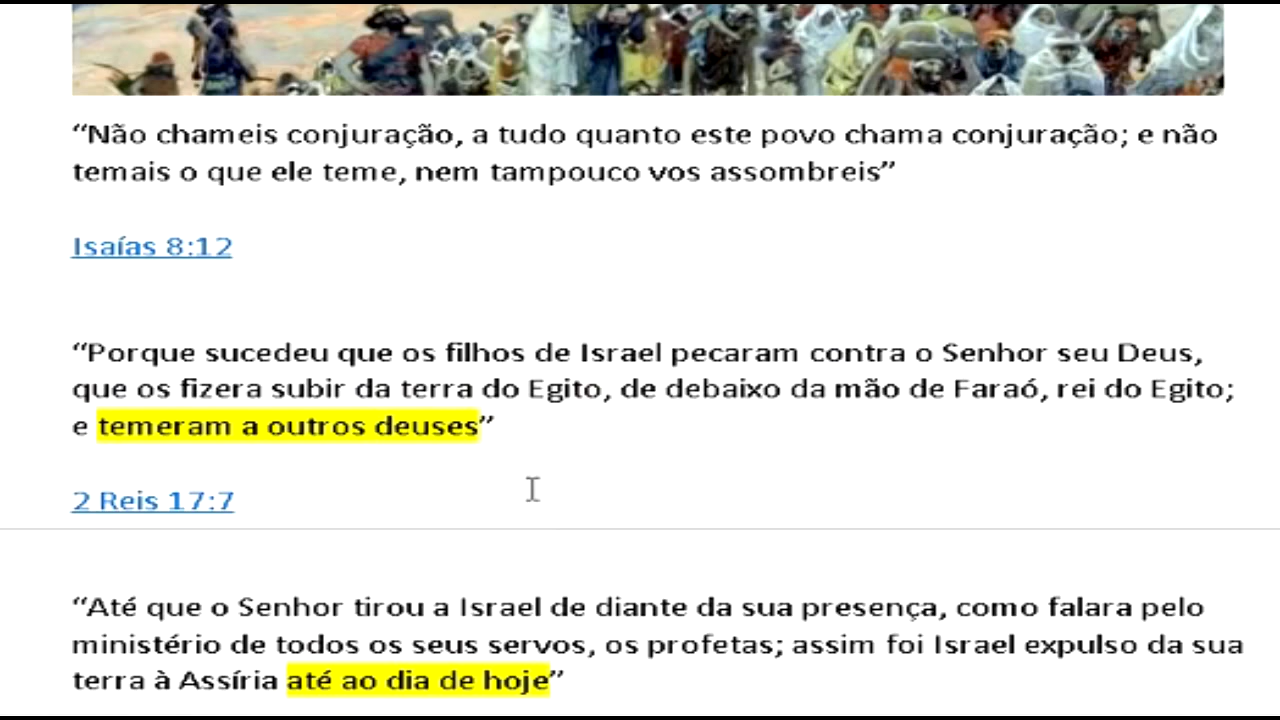 “Não chameis conjuração, a tudo quanto este povo chama conjuração; e não
temais o que ele teme, nem tampouco vos assombreis”
Isaías 8:12
“Porque sucedeu que os filhos de Israel pecaram contra o Senhor seu Deus,
que os fizera subir da terra do Egito, de debaixo da mão de Faraó, rei do Egito;
e temeram a outros deuses”
2 Reis 17:7
“Até que o Senhor tirou a Israel de diante da sua presença, como falara pelo
ministério de todos os seus servos, os profetas; assim foi Israel expulso da sua
terra à Assíria até ao dia de hoje”